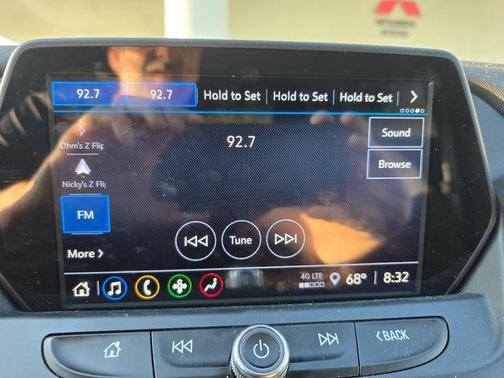 92.7 92.7 Hold to Set Hold to Set Hold to Set
92.7
Sound
Browse
Ohm's Z Flip
Nicky's Z Flip
FM
Tune
More
4G LTE 68° 8:32
BACK